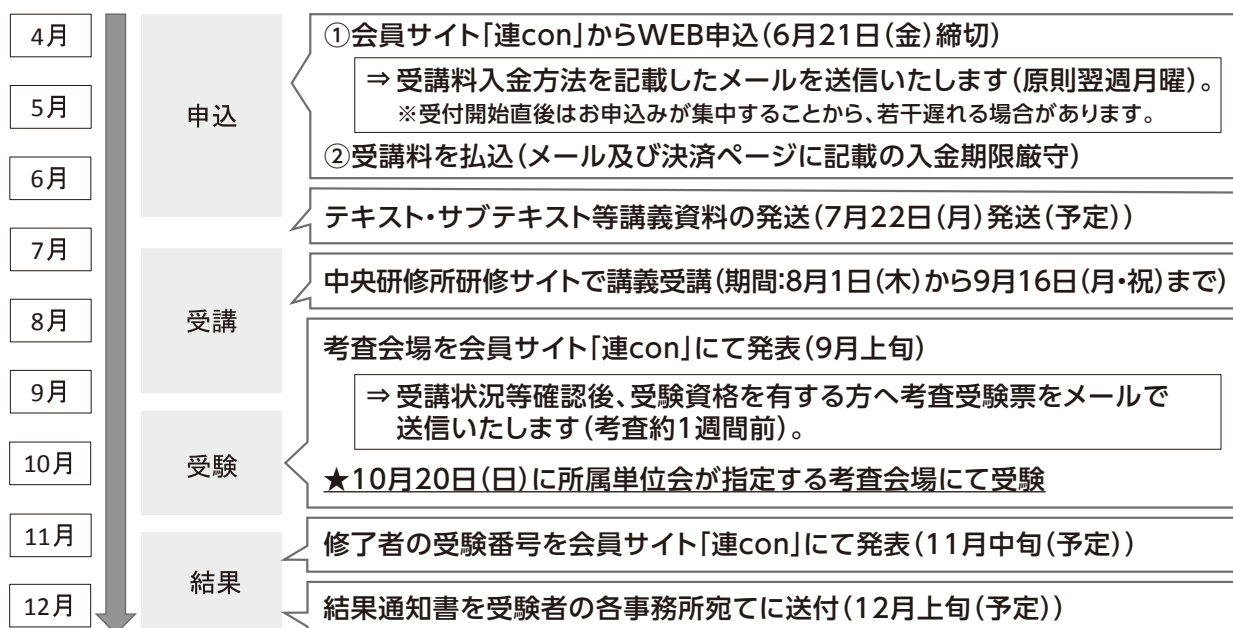 4月
5月
6月
7月
8月
9月
10月
11月
12月
申込
①会員サイト「連con」からWEB申込（6月21日（金）締切）
⇒ 受講料入金方法を記載したメールを送信いたします（原則翌週月曜）。
※受付開始直後はお申込みが集中することから、若干遅れる場合があります。
②受講料を払込（メール及び決済ページに記載の入金期限厳守）
テキスト・サブテキスト等講義資料の発送（7月22日（月）発送（予定））
受講
中央研修所研修サイトで講義受講（期間：8月1日（木）から9月16日（月・祝）まで）
受験
考査会場を会員サイト「連con」にて発表（9月上旬）
⇒ 受講状況等確認後、受験資格を有する方へ考査受験票をメールで
送信いたします（考査約1週間前）。
★10月20日（日）に所属単位会が指定する考査会場にて受験
結果
修了者の受験番号を会員サイト「連con」にて発表（11月中旬（予定））
結果通知書を受験者の各事務所宛てに送付（12月上旬（予定））